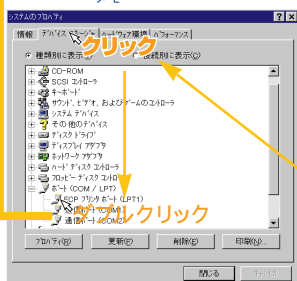 システムのプロパティ
情報 デバイス マネージャ ハードウェア環境 パフォーマンス
クリック
種類別に表示(Y) 接続別に表示(C)
CD-ROM
SCSI コントローラ
キーボード
サウンド、ビデオ、およびゲームのコントローラ
システム デバイス
その他のデバイス
ディスク ドライブ
ディスプレイ アダプタ
ネットワーク アダプタ
ハード ディスク コントローラ
フロッピー ディスク コントローラ
ポート (COM / LPT)
ECP プリンタ ポート (LPT1)
通信ポート (COM1)
通信ポート (COM2)
ダブルクリック
プロパティ(R) 更新(F) 削除(E) 印刷(N)...
閉じる キャンセル